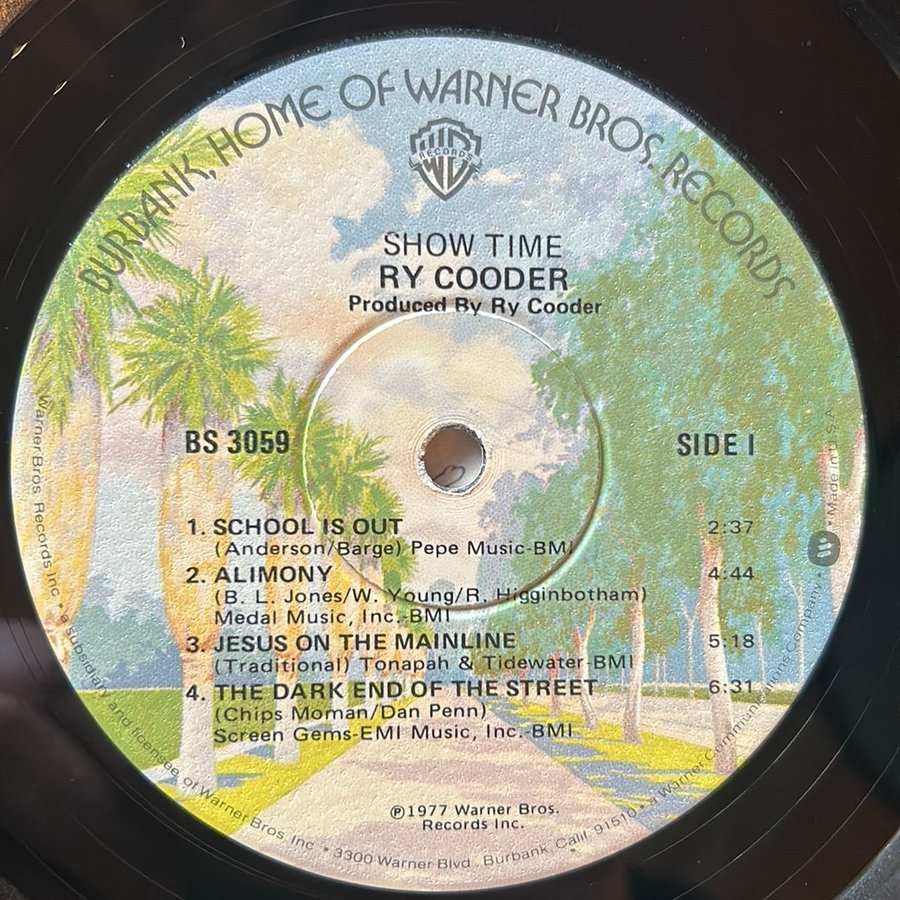 BURBANK, HOME OF WARNER BROS. RECORDS
WB
RECORDS
SHOW TIME
RY COODER
Produced By Ry Cooder
BS 3059
SIDE I
1. SCHOOL IS OUT 2:37
(Anderson/Barge) Pepe Music-BMI
2. ALIMONY 4:44
(B. L. Jones/W. Young/R. Higginbotham)
Medal Music, Inc.-BMI
3. JESUS ON THE MAINLINE 5:18
(Traditional) Tonapah & Tidewater-BMI
4. THE DARK END OF THE STREET 6:31
(Chips Moman/Dan Penn)
Screen Gems-EMI Music, Inc.-BMI
℗1977 Warner Bros.
Records Inc.
Warner Bros. Records Inc. • a subsidiary and licensee of Warner Bros. Inc. • 3300 Warner Blvd., Burbank, Calif. 91510 • a Warner Communications Company • Made in U.S.A.